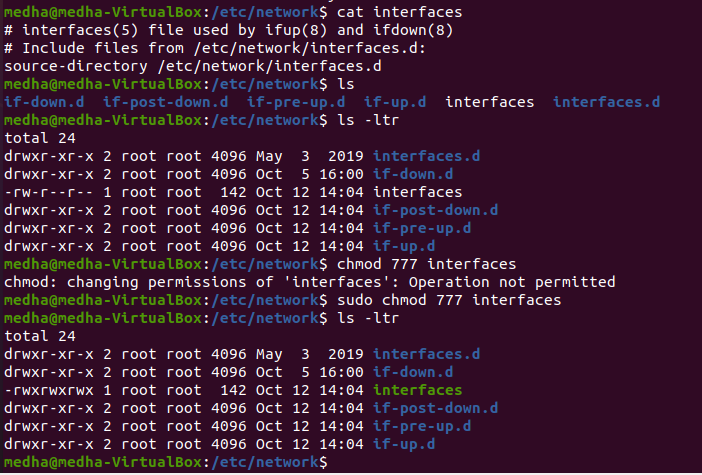 medha@medha-VirtualBox:/etc/network$ cat interfaces
# interfaces(5) file used by ifup(8) and ifdown(8)
# Include files from /etc/network/interfaces.d:
source-directory /etc/network/interfaces.d
medha@medha-VirtualBox:/etc/network$ ls
if-down.d  if-post-down.d  if-pre-up.d  if-up.d  interfaces  interfaces.d
medha@medha-VirtualBox:/etc/network$ ls -ltr
total 24
drwxr-xr-x 2 root root 4096 May  3  2019 interfaces.d
drwxr-xr-x 2 root root 4096 Oct  5 16:00 if-down.d
-rw-r--r-- 1 root root  142 Oct 12 14:04 interfaces
drwxr-xr-x 2 root root 4096 Oct 12 14:04 if-post-down.d
drwxr-xr-x 2 root root 4096 Oct 12 14:04 if-pre-up.d
drwxr-xr-x 2 root root 4096 Oct 12 14:04 if-up.d
medha@medha-VirtualBox:/etc/network$ chmod 777 interfaces
chmod: changing permissions of 'interfaces': Operation not permitted
medha@medha-VirtualBox:/etc/network$ sudo chmod 777 interfaces
medha@medha-VirtualBox:/etc/network$ ls -ltr
total 24
drwxr-xr-x 2 root root 4096 May  3  2019 interfaces.d
drwxr-xr-x 2 root root 4096 Oct  5 16:00 if-down.d
-rwxrwxrwx 1 root root  142 Oct 12 14:04 interfaces
drwxr-xr-x 2 root root 4096 Oct 12 14:04 if-post-down.d
drwxr-xr-x 2 root root 4096 Oct 12 14:04 if-pre-up.d
drwxr-xr-x 2 root root 4096 Oct 12 14:04 if-up.d
medha@medha-VirtualBox:/etc/network$